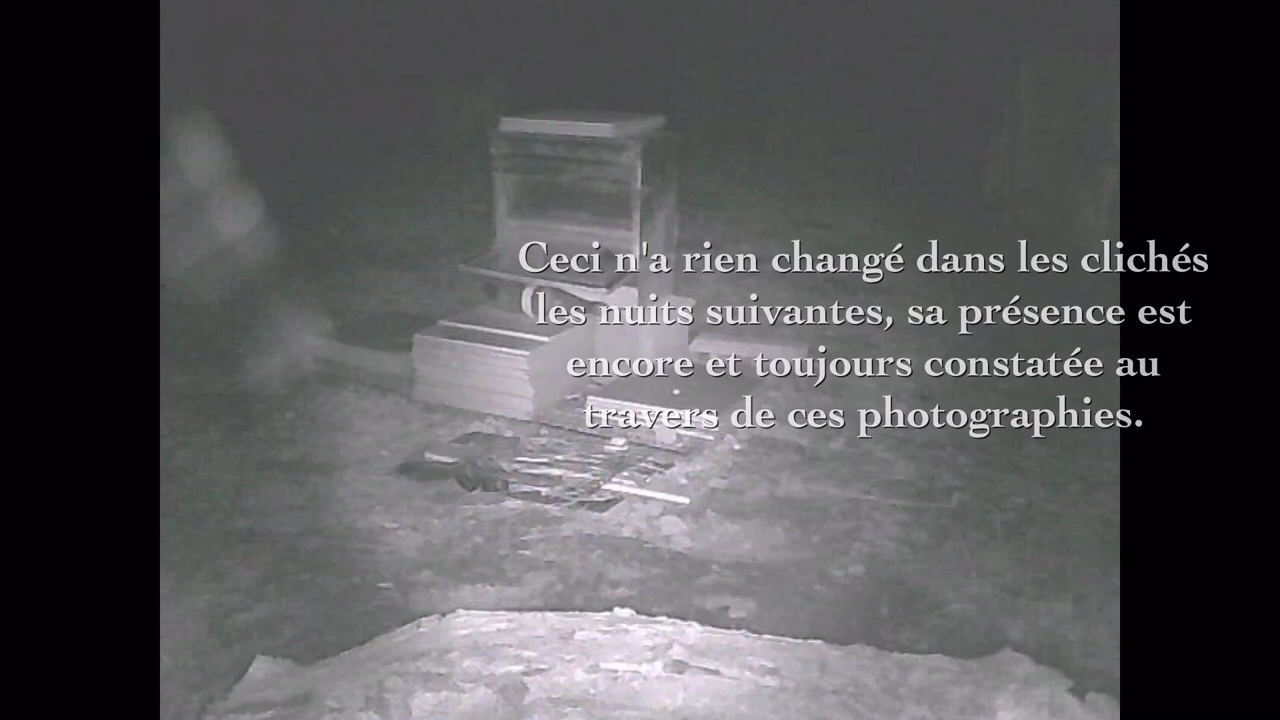 Ceci n'a rien changé dans les clichés
les nuits suivantes, sa présence est
encore et toujours constatée au
travers de ces photographies.